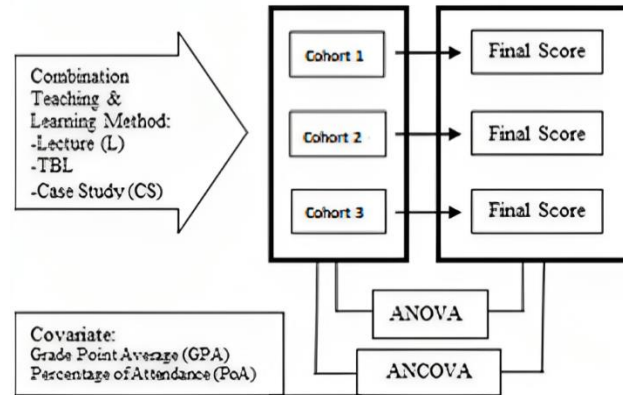 Combination
Teaching &
Learning Method:
-Lecture (L)
-TBL
-Case Study (CS)
Cohort 1
Final Score
Cohort 2
Final Score
Cohort 3
Final Score
ANOVA
ANCOVA
Covariate:
Grade Point Average (GPA)
Percentage of Attendance (PoA)